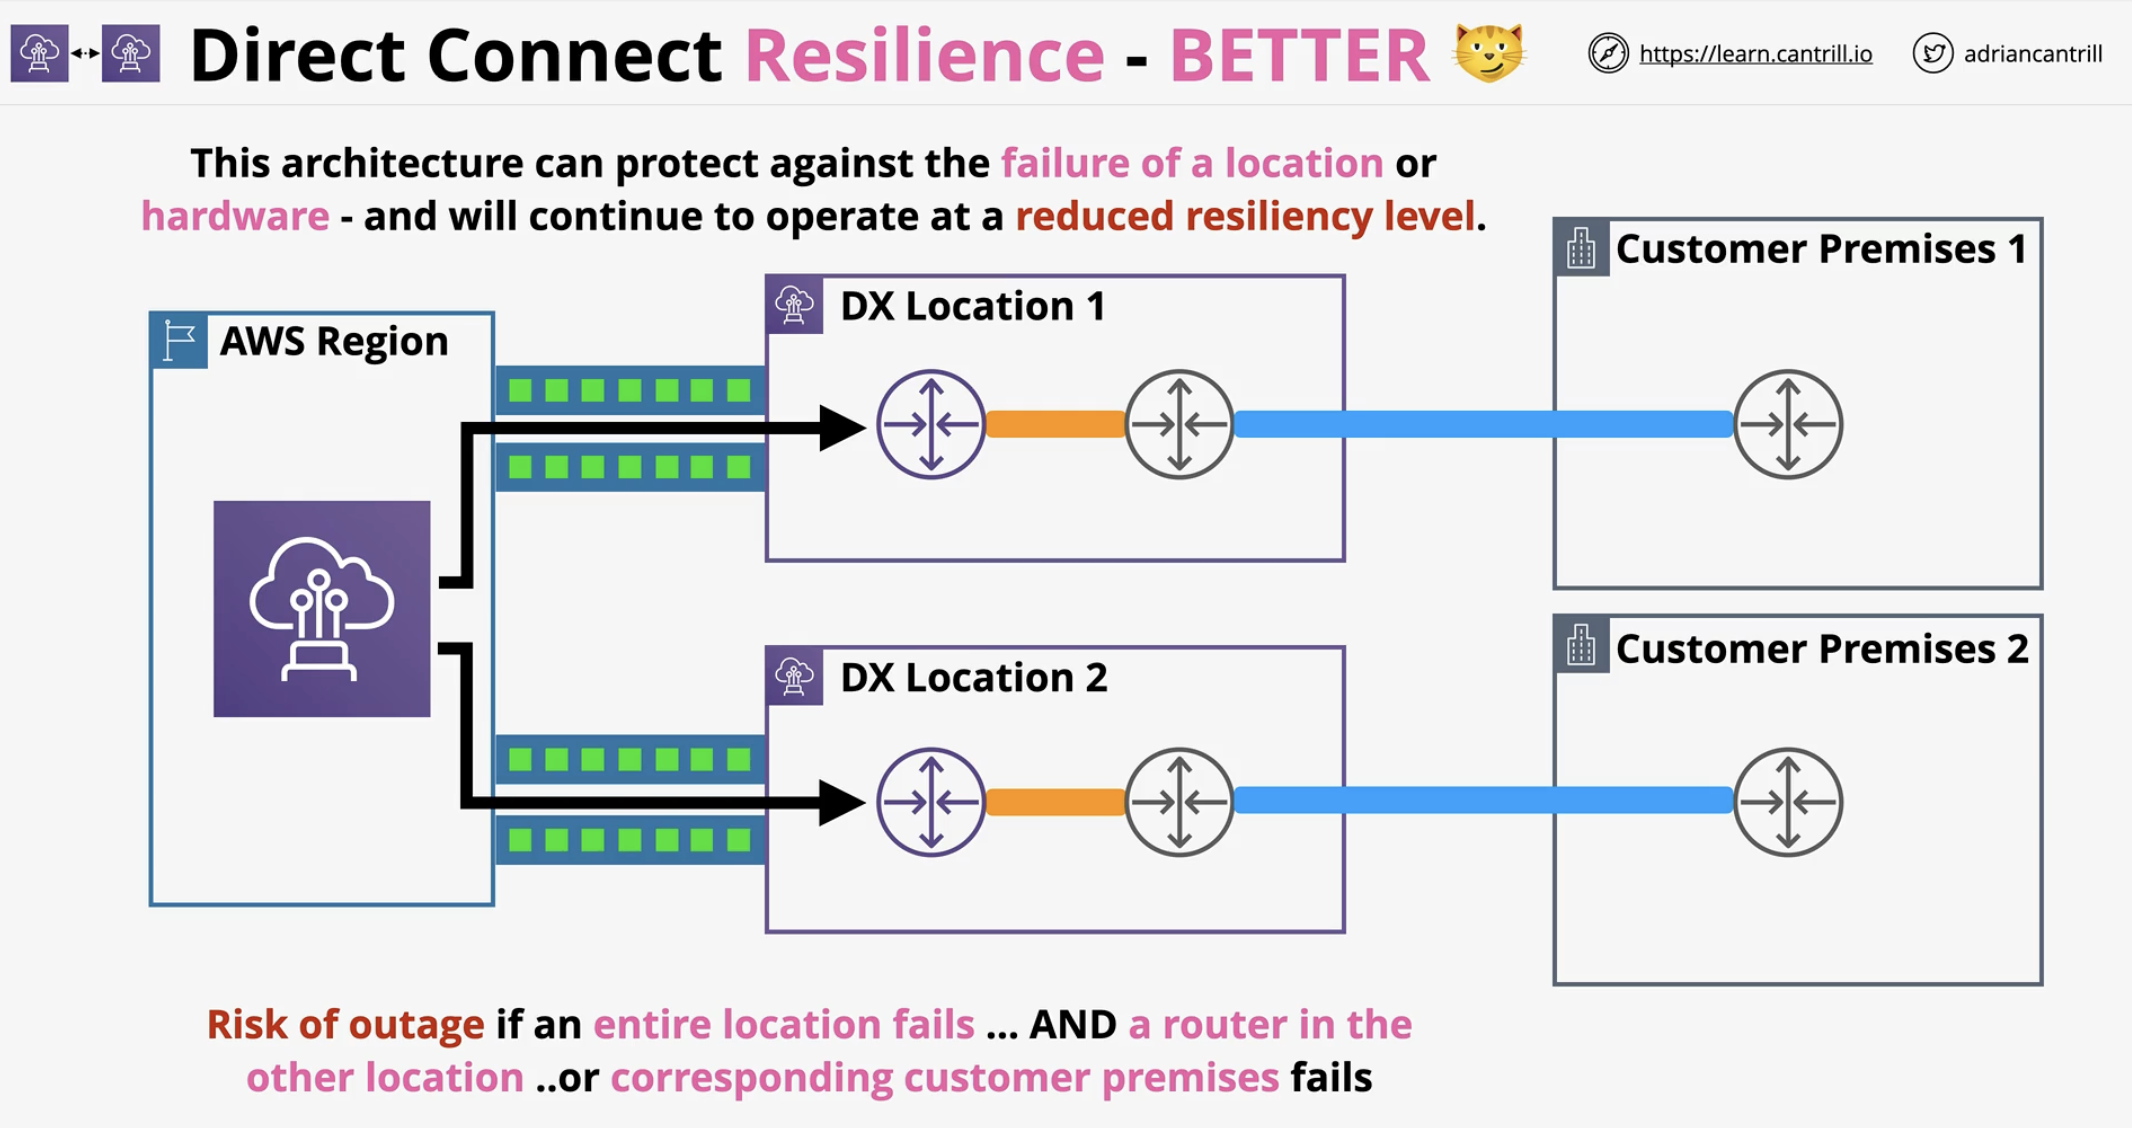 Direct Connect Resilience - BETTER
https://learn.cantrill.io
adriancantrill
This architecture can protect against the failure of a location or
hardware - and will continue to operate at a reduced resiliency level.
Customer Premises 1
DX Location 1
AWS Region
Customer Premises 2
DX Location 2
Risk of outage if an entire location fails ... AND a router in the
other location ..or corresponding customer premises fails